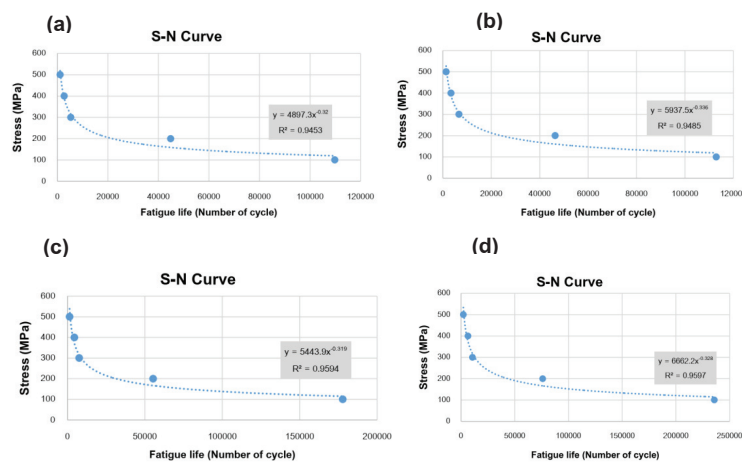 (a)
S-N Curve
600
500
400
300
200
100
0
Stress (MPa)
y = 4897.3x^-0.32
R² = 0.9453
0 20000 40000 60000 80000 100000 120000
Fatigue life (Number of cycle)
(b)
S-N Curve
600
500
400
300
200
100
0
Stress (MPa)
y = 5937.5x^-0.336
R² = 0.9485
0 20000 40000 60000 80000 100000 120000
Fatigue life (Number of cycle)
(c)
S-N Curve
600
500
400
300
200
100
0
Stress (MPa)
y = 5443.9x^-0.319
R² = 0.9594
0 50000 100000 150000 200000
Fatigue life (Number of cycle)
(d)
S-N Curve
600
500
400
300
200
100
0
Stress (MPa)
y = 6662.2x^-0.328
R² = 0.9597
0 50000 100000 150000 200000 250000
Fatigue life (Number of cycle)